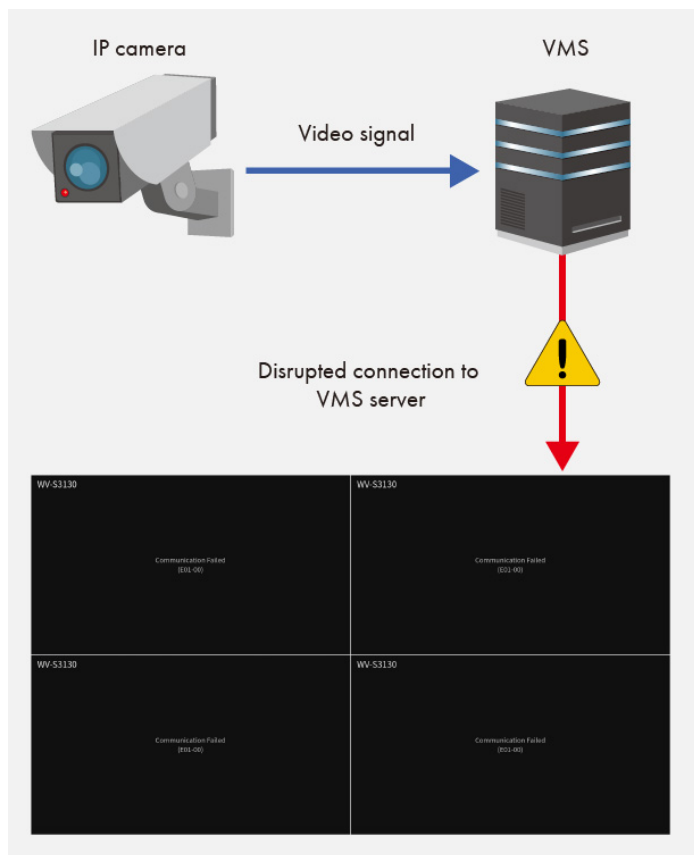 IP camera
VMS
Video signal
Disrupted connection to
VMS server
WV-S3130
WV-S3130
Communication Failed
(E01-00)
Communication Failed
(E01-00)
WV-S3130
WV-S3130
Communication Failed
(E01-00)
Communication Failed
(E01-00)